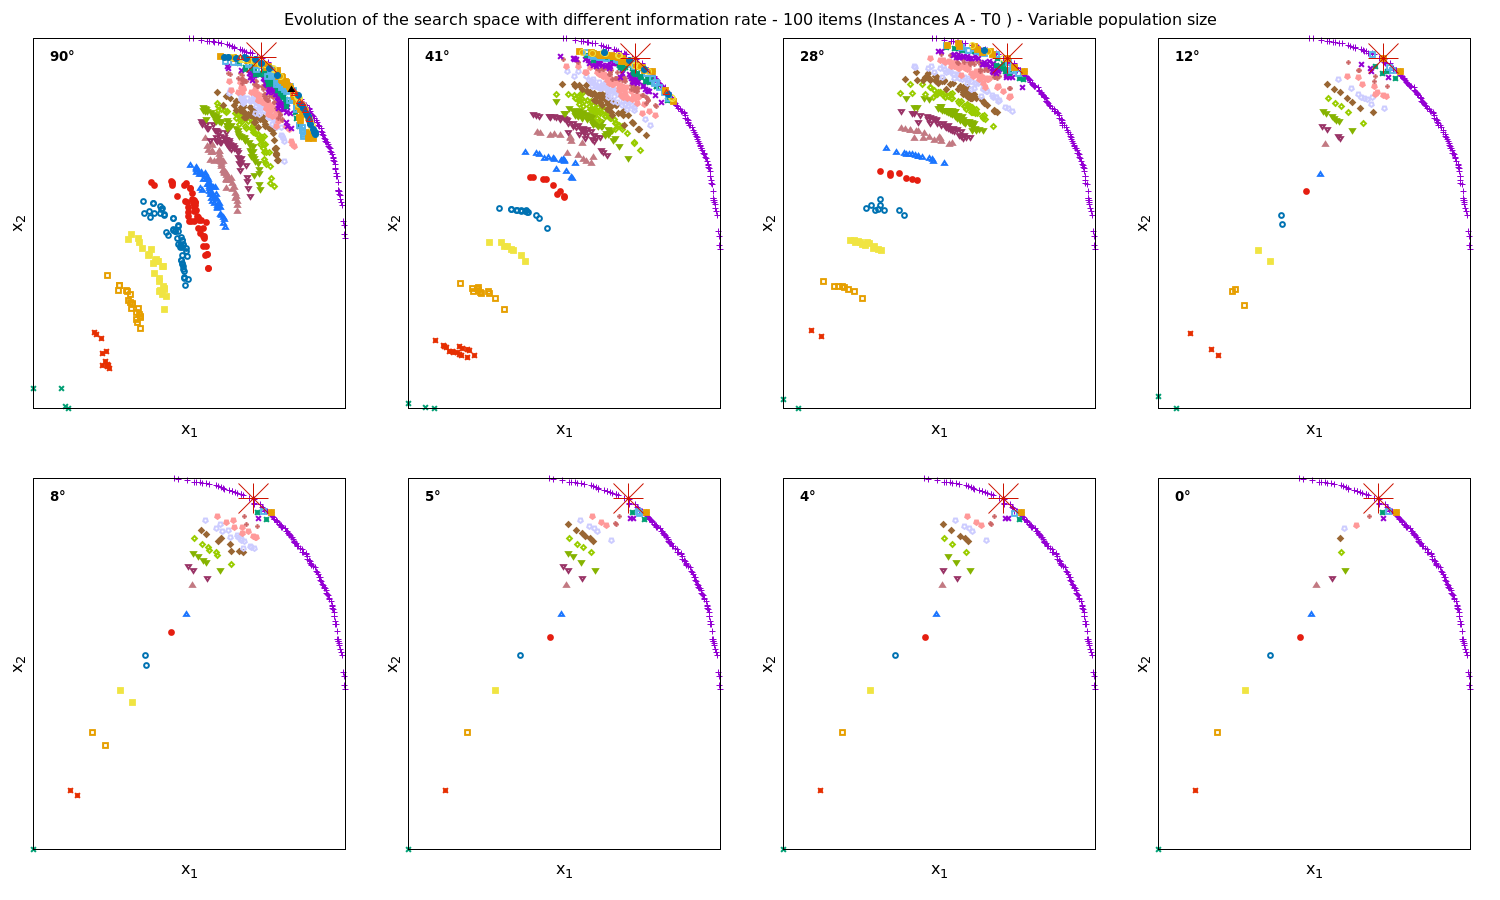 Evolution of the search space with different information rate - 100 items (Instances A - T0 ) - Variable population size
90°
41°
28°
12°
x₂
x₂
x₂
x₂
x₁
x₁
x₁
x₁
8°
5°
4°
0°
x₂
x₂
x₂
x₂
x₁
x₁
x₁
x₁